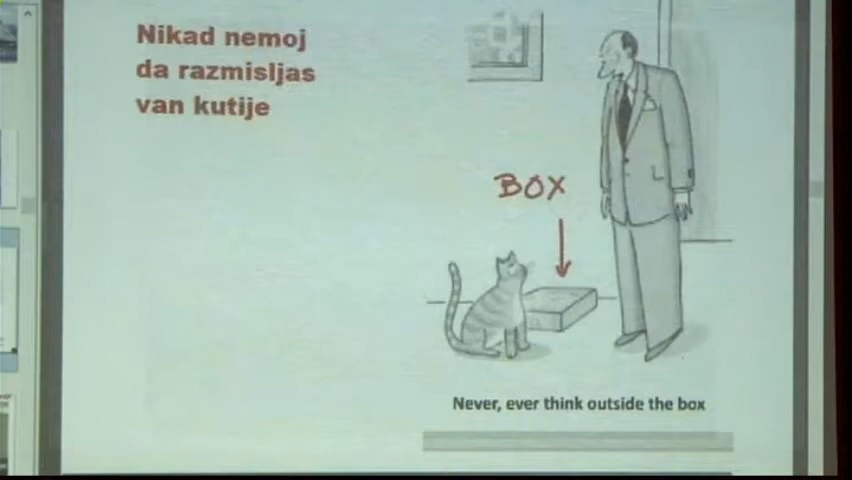 Nikad nemoj
da razmisljas
van kutije
BOX
Never, ever think outside the box